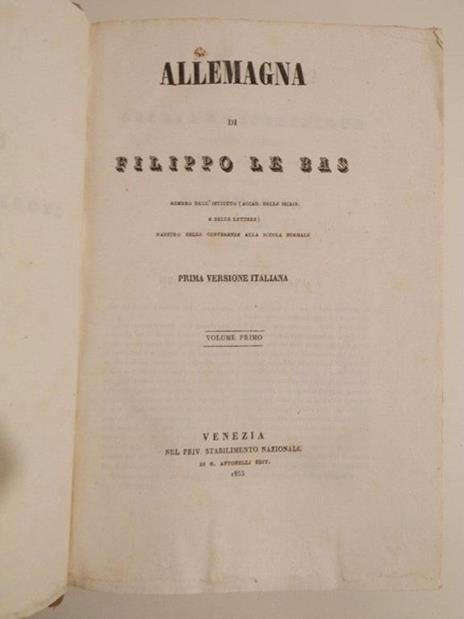 ALLEMAGNA
DI
FILIPPO LE BAS
MEMBRO DELL'ISTITUTO (ACCAD. DELLE ISCRIZ.
E BELLE LETTERE)
MAESTRO DELLE CONFERENZE ALLA SCUOLA NORMALE
PRIMA VERSIONE ITALIANA
VOLUME PRIMO
VENEZIA
NEL PRIV. STABILIMENTO NAZIONALE
DI G. ANTONELLI EDIT.
1855